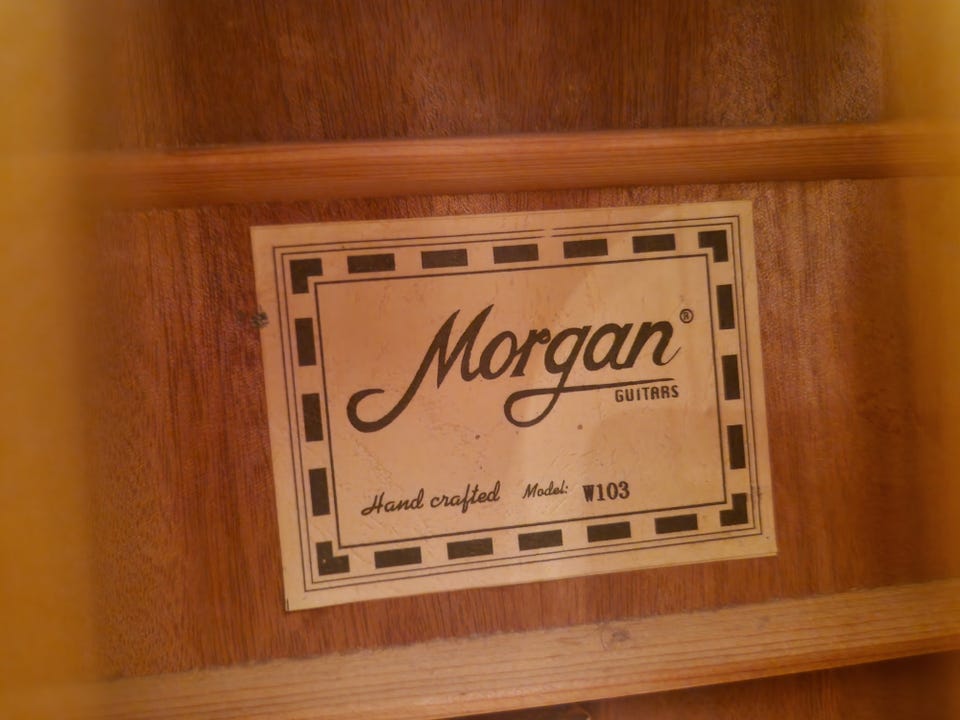 Morgan®
GUITARS
Hand crafted Model: W103